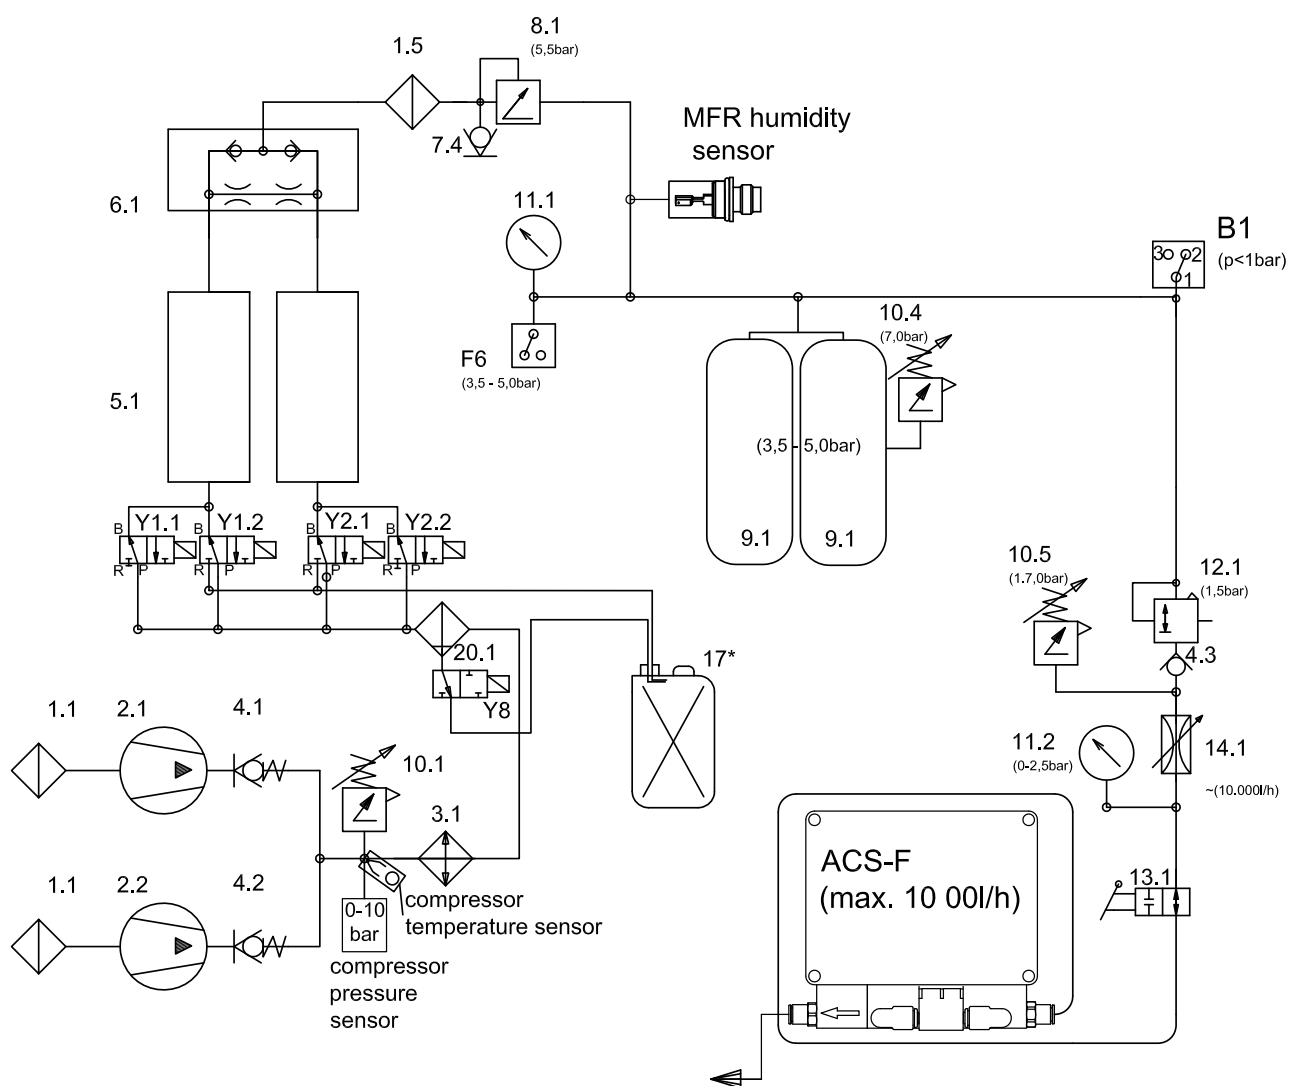 8.1
(5,5bar)
1.5
7.4
MFR humidity
sensor
6.1
11.1
B1
(p<1bar)
3
2
1
10.4
(7,0bar)
F6
(3,5 - 5,0bar)
5.1
(3,5 - 5,0bar)
9.1
9.1
B
Y1.1
B
Y1.2
B
Y2.1
B
Y2.2
R
P
R
P
R
P
R
P
10.5
(1.7,0bar)
12.1
(1,5bar)
4.3
20.1
17*
Y8
1.1
2.1
4.1
10.1
11.2
(0-2,5bar)
14.1
~(10.000l/h)
3.1
ACS-F
(max. 10 00l/h)
13.1
1.1
2.2
4.2
0-10
bar
compressor
temperature sensor
compressor
pressure
sensor